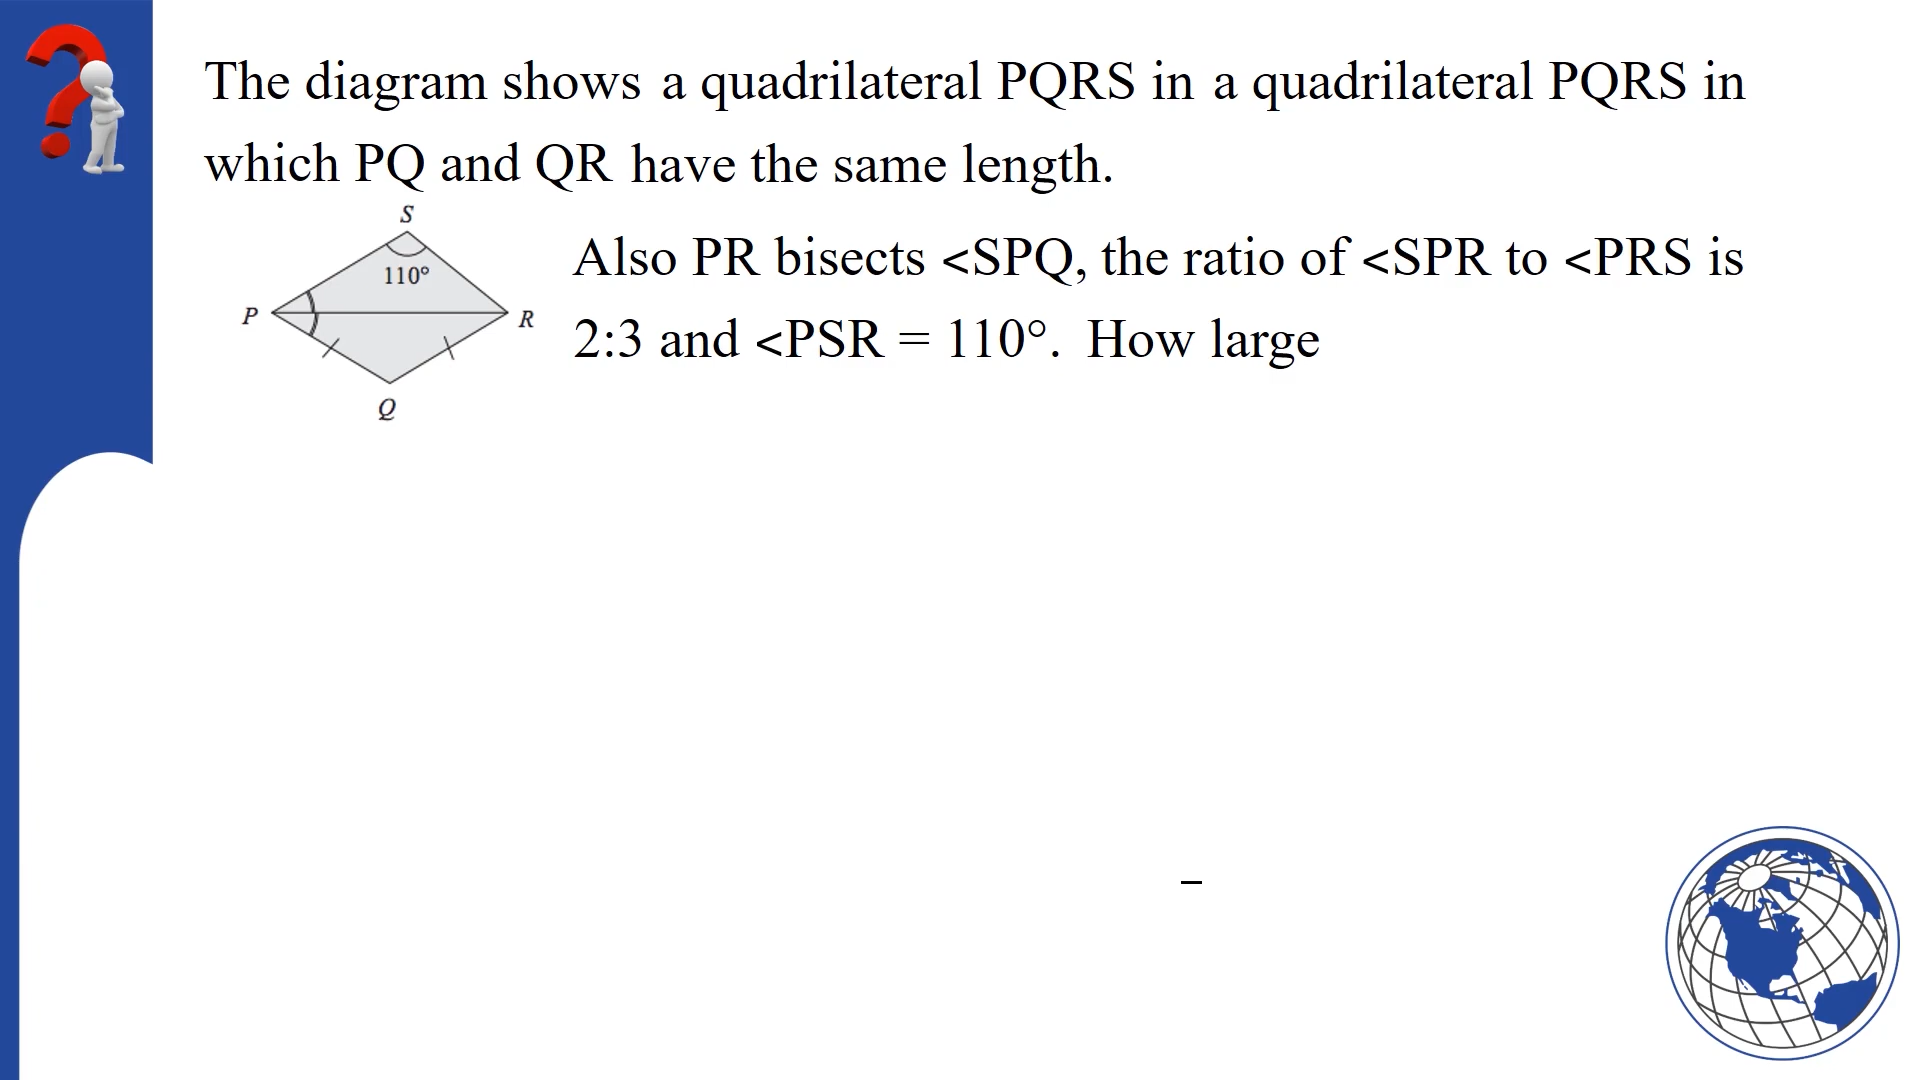 The diagram shows a quadrilateral PQRS in a quadrilateral PQRS in
which PQ and QR have the same length.
S
110°
P
R
Q
Also PR bisects <SPQ, the ratio of <SPR to <PRS is
2:3 and <PSR = 110°. How large
–